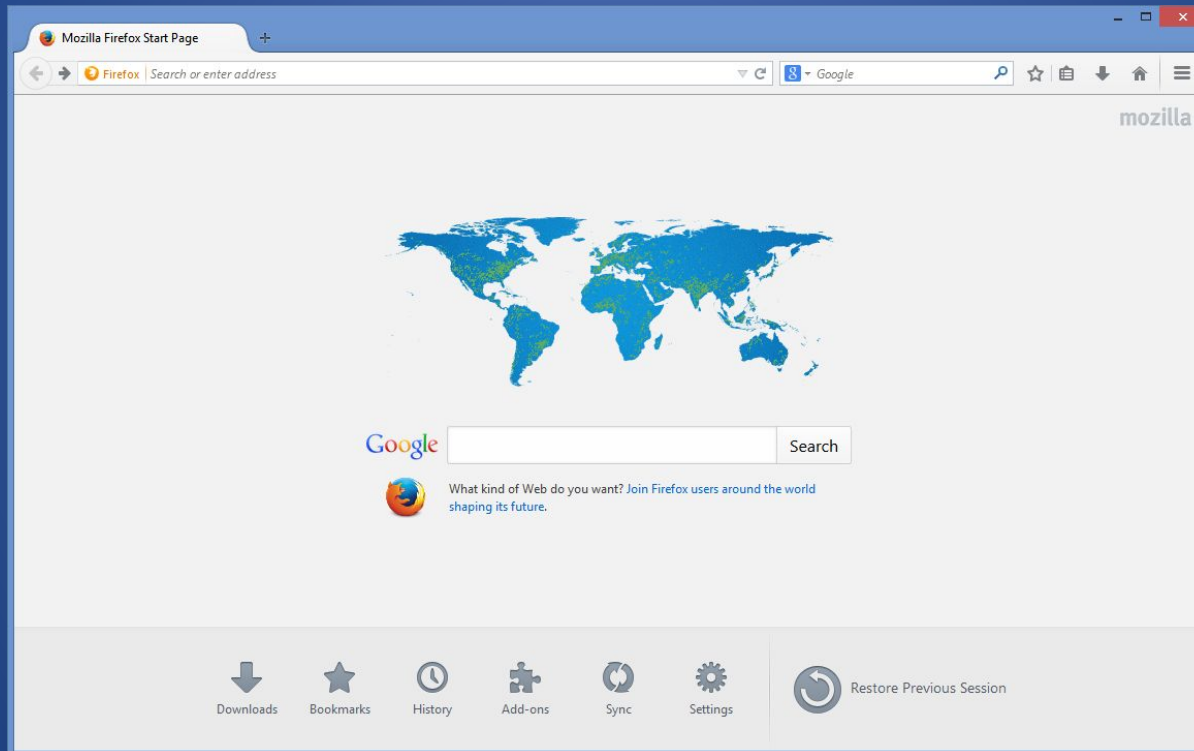 Mozilla Firefox Start Page
Firefox Search or enter address
8 Google
mozilla
Google Search
What kind of Web do you want? Join Firefox users around the world
shaping its future.
Downloads Bookmarks History Add-ons Sync Settings Restore Previous Session